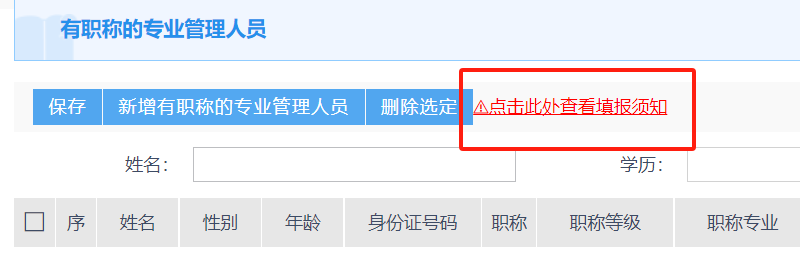 有职称的专业管理人员
保存 新增有职称的专业管理人员 删除选定 ⚠点击此处查看填报须知
姓名： 学历：
序 姓名 性别 年龄 身份证号码 职称 职称等级 职称专业